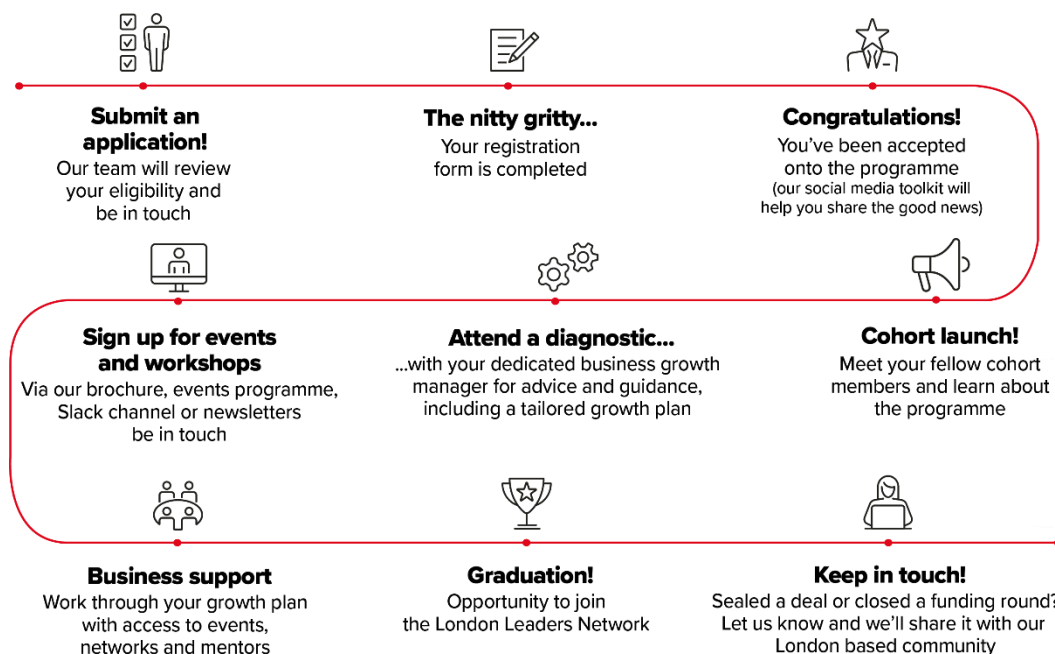 Submit an
application!
Our team will review
your eligibility and
be in touch
The nitty gritty...
Your registration
form is completed
Congratulations!
You've been accepted
onto the programme
(our social media toolkit will
help you share the good news)
Cohort launch!
Meet your fellow cohort
members and learn about
the programme
Attend a diagnostic...
...with your dedicated business growth
manager for advice and guidance,
including a tailored growth plan
Sign up for events
and workshops
Via our brochure, events programme,
Slack channel or newsletters
be in touch
Business support
Work through your growth plan
with access to events,
networks and mentors
Graduation!
Opportunity to join
the London Leaders Network
Keep in touch!
Sealed a deal or closed a funding round?
Let us know and we'll share it with our
London based community